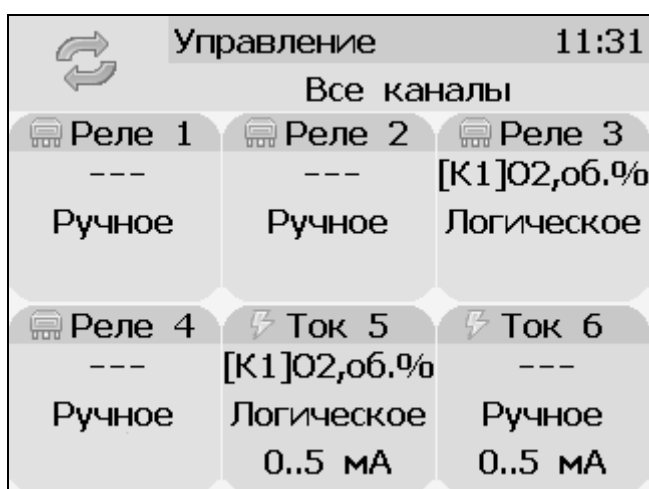 Управление 11:31
Все каналы
Реле 1 Реле 2 Реле 3
--- --- [К1]О2,об.%
Ручное Ручное Логическое
Реле 4 Ток 5 Ток 6
--- [К1]О2,об.% ---
Ручное Логическое Ручное
0..5 мА 0..5 мА